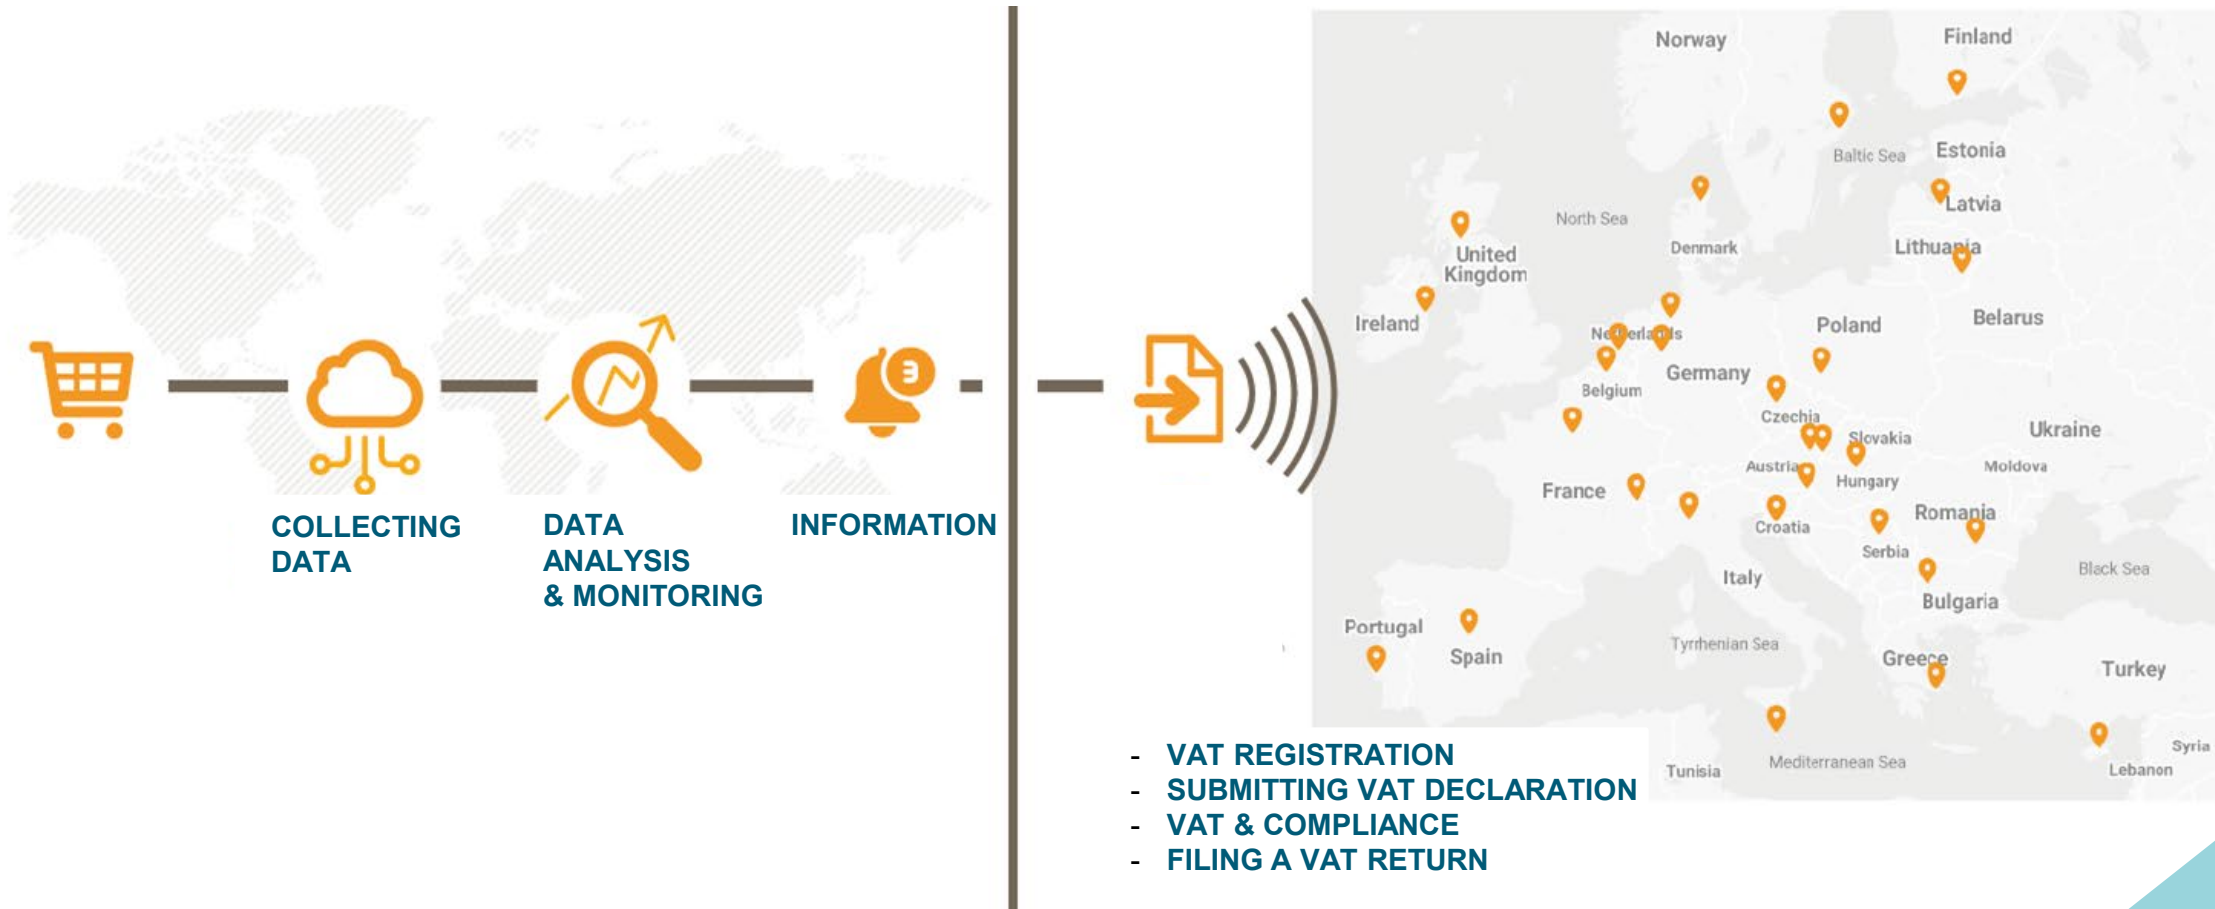 3
COLLECTING
DATA
DATA
ANALYSIS
& MONITORING
INFORMATION
Norway
Finland
Baltic Sea
Estonia
Latvia
North Sea
Denmark
Lithuania
United
Kingdom
Ireland
Netherlands
Poland
Belarus
Belgium
Germany
Czechia
Slovakia
Ukraine
Austria
Moldova
France
Hungary
Croatia
Romania
Serbia
Italy
Black Sea
Bulgaria
Portugal
Spain
Tyrrhenian Sea
Greece
Turkey
Syria
Tunisia
Mediterranean Sea
Lebanon
- VAT REGISTRATION
- SUBMITTING VAT DECLARATION
- VAT & COMPLIANCE
- FILING A VAT RETURN